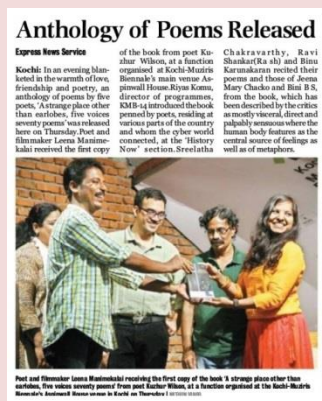 Anthology of Poems Released
Express News Service
Kochi: In an evening blan-
keted in the warmth of love,
friendship and poetry, an
anthology of poems by five
poets, 'A strange place other
than earlobes, five voices
seventy poems' was released
here on Thursday. Poet and
filmmaker Leena Manime-
kalai received the first copy
of the book from poet Ku-
zhur Wilson, at a function
organised at Kochi-Muziris
Biennale's main venue As-
pinwall House. Riyas Komu,
director of programmes,
KMB-14 introduced the book
penned by poets, residing at
various parts of the country
and whom the cyber world
connected, at the 'History
Now' section. Sreelatha
Chakravarthy, Ravi
Shankar(Ra sh) and Binu
Karunakaran recited their
poems and those of Jeena
Mary Chacko and Bini B S,
from the book, which has
been described by the critics
as mostly visceral, direct and
palpably sensuous where the
human body features as the
central source of feelings as
well as of metaphors.
Poet and filmmaker Leena Manimekalai receiving the first copy of the book 'A strange place other than
earlobes, five voices seventy poems' from poet Kuzhur Wilson, at a function organised at the Kochi-Muziris
Biennale's Aspinwall House venue in Kochi on Thursday |